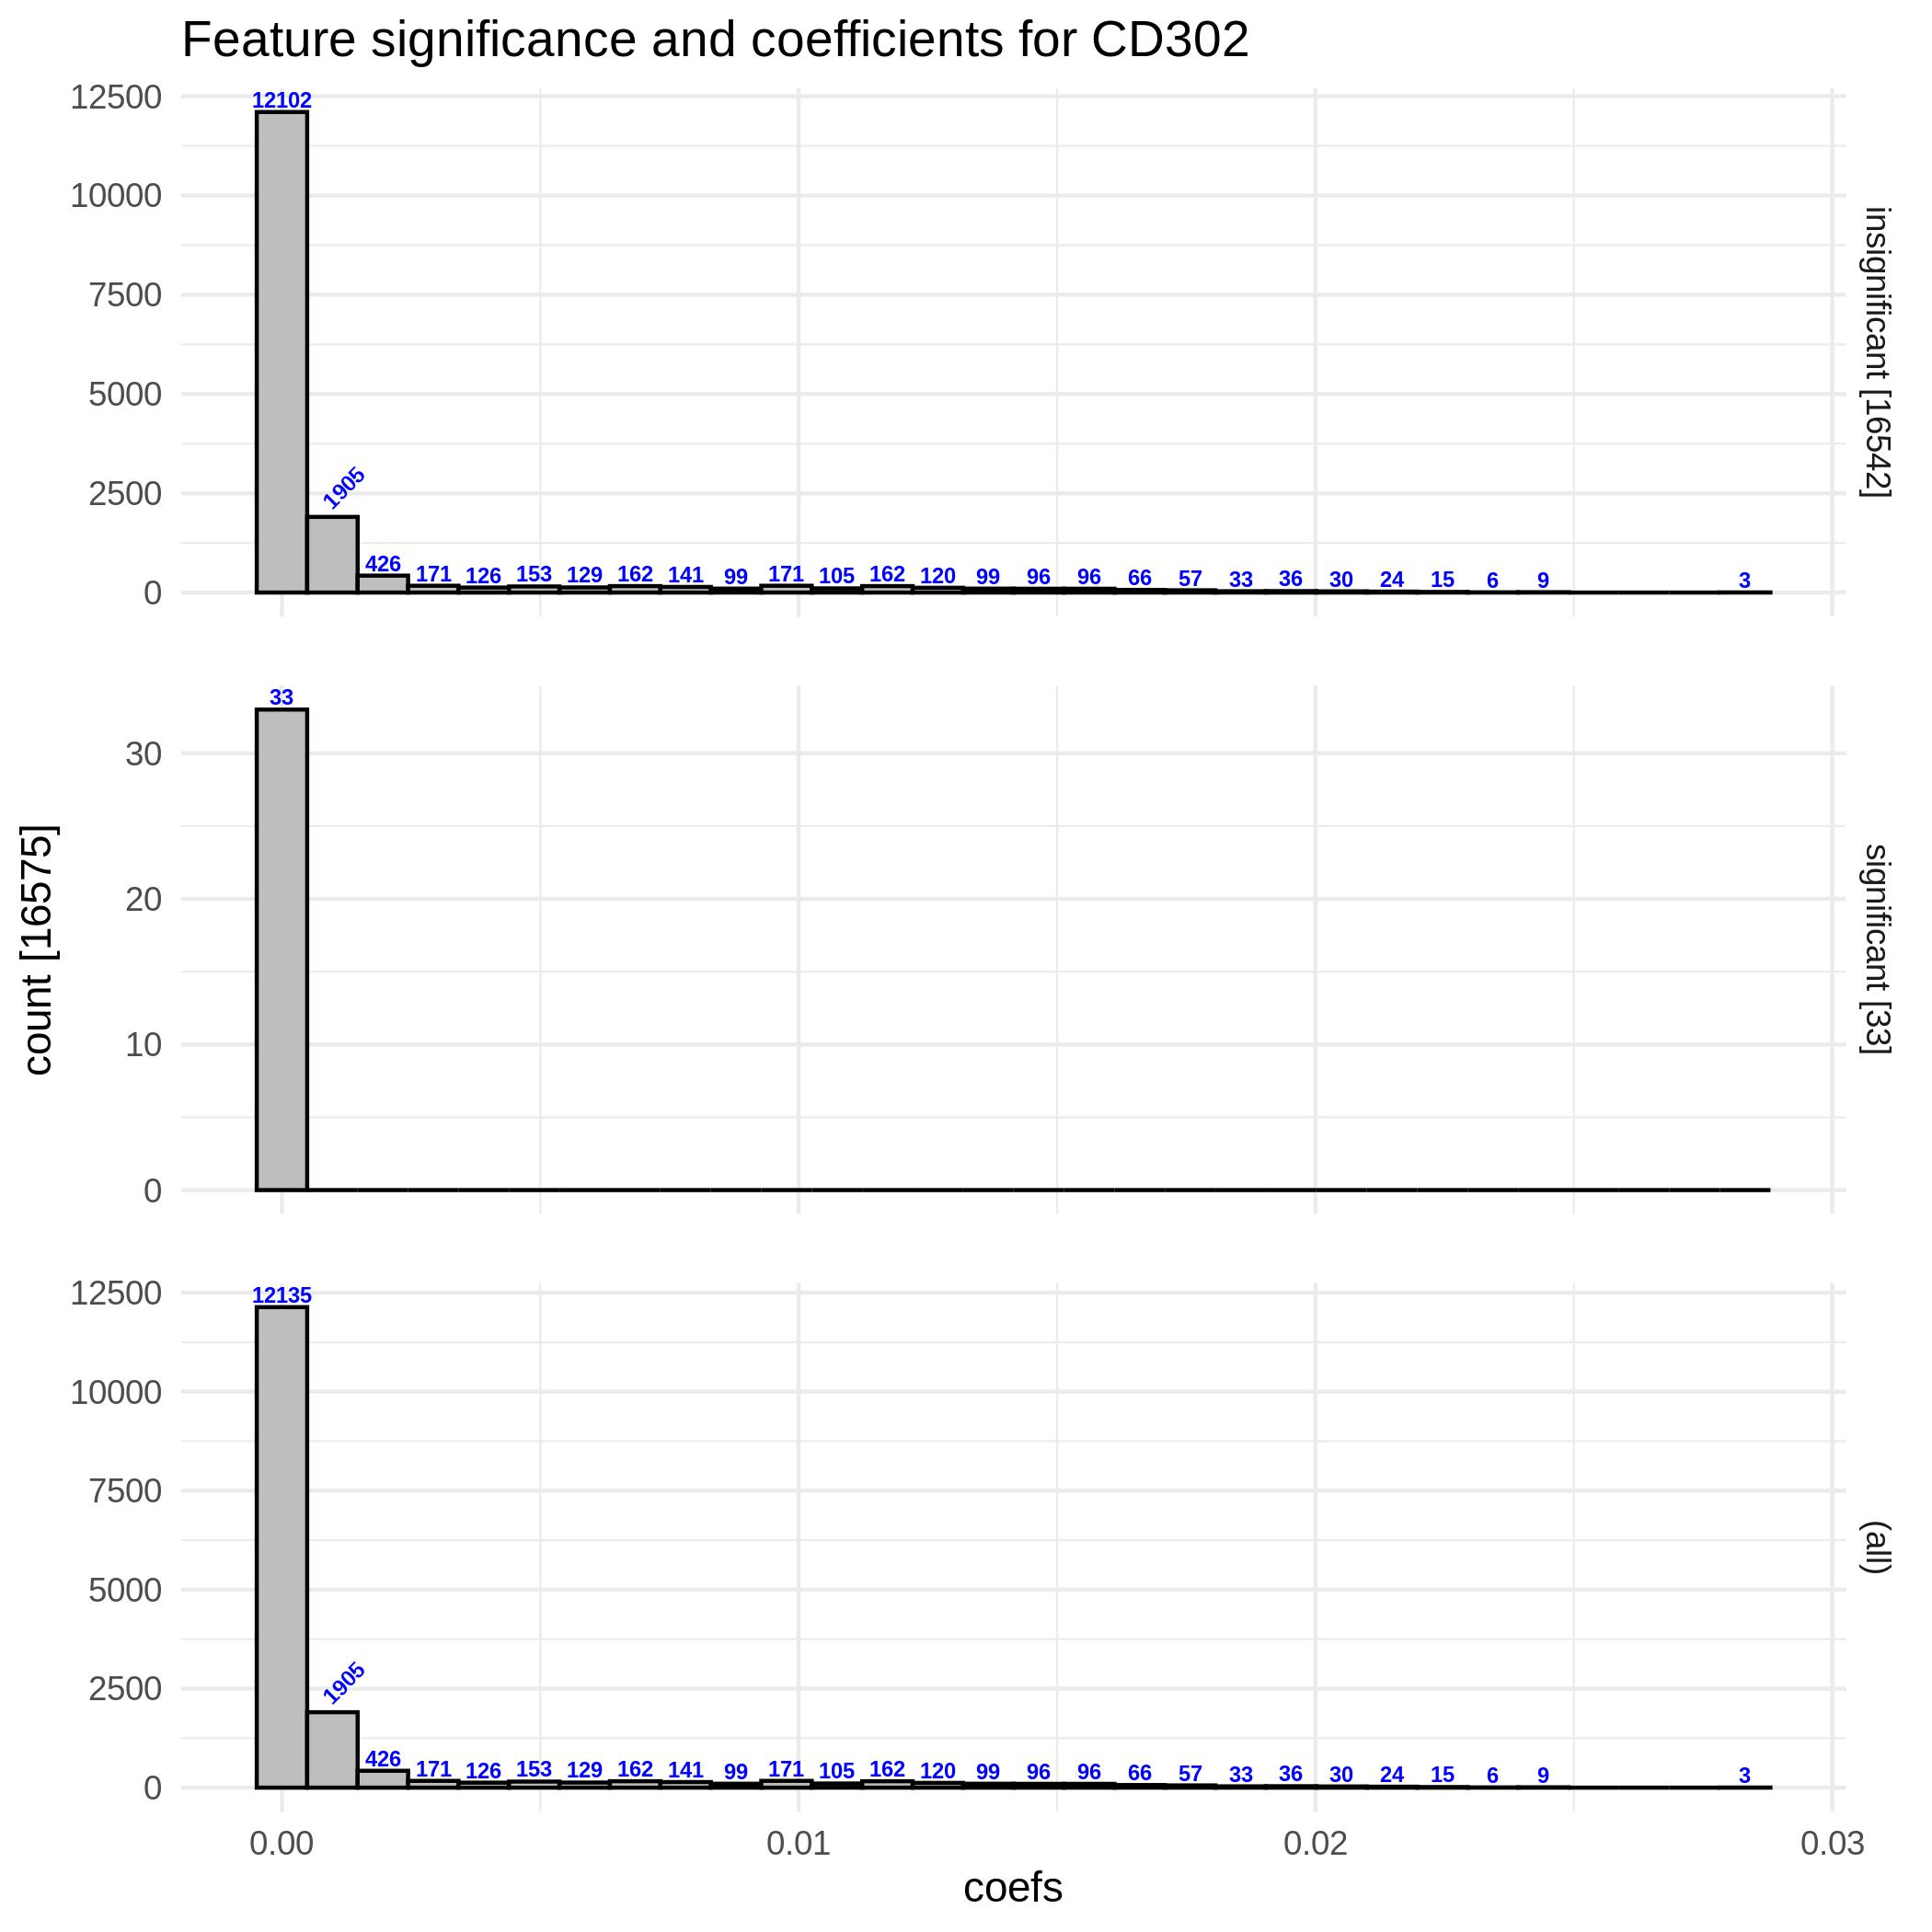 Feature significance and coefficients for CD302
12500
10000
7500
5000
2500
0
12102
1905
426 171 126 153 129 162 141 99 171 105 162 120 99 96 96 66 57 33 36 30 24 15 6 9 3
insignificant [16542]
count [16575]
30
20
10
0
33
significant [33]
12500
10000
7500
5000
2500
0
12135
1905
426 171 126 153 129 162 141 99 171 105 162 120 99 96 96 66 57 33 36 30 24 15 6 9 3
(all)
0.00 0.01 0.02 0.03
coefs